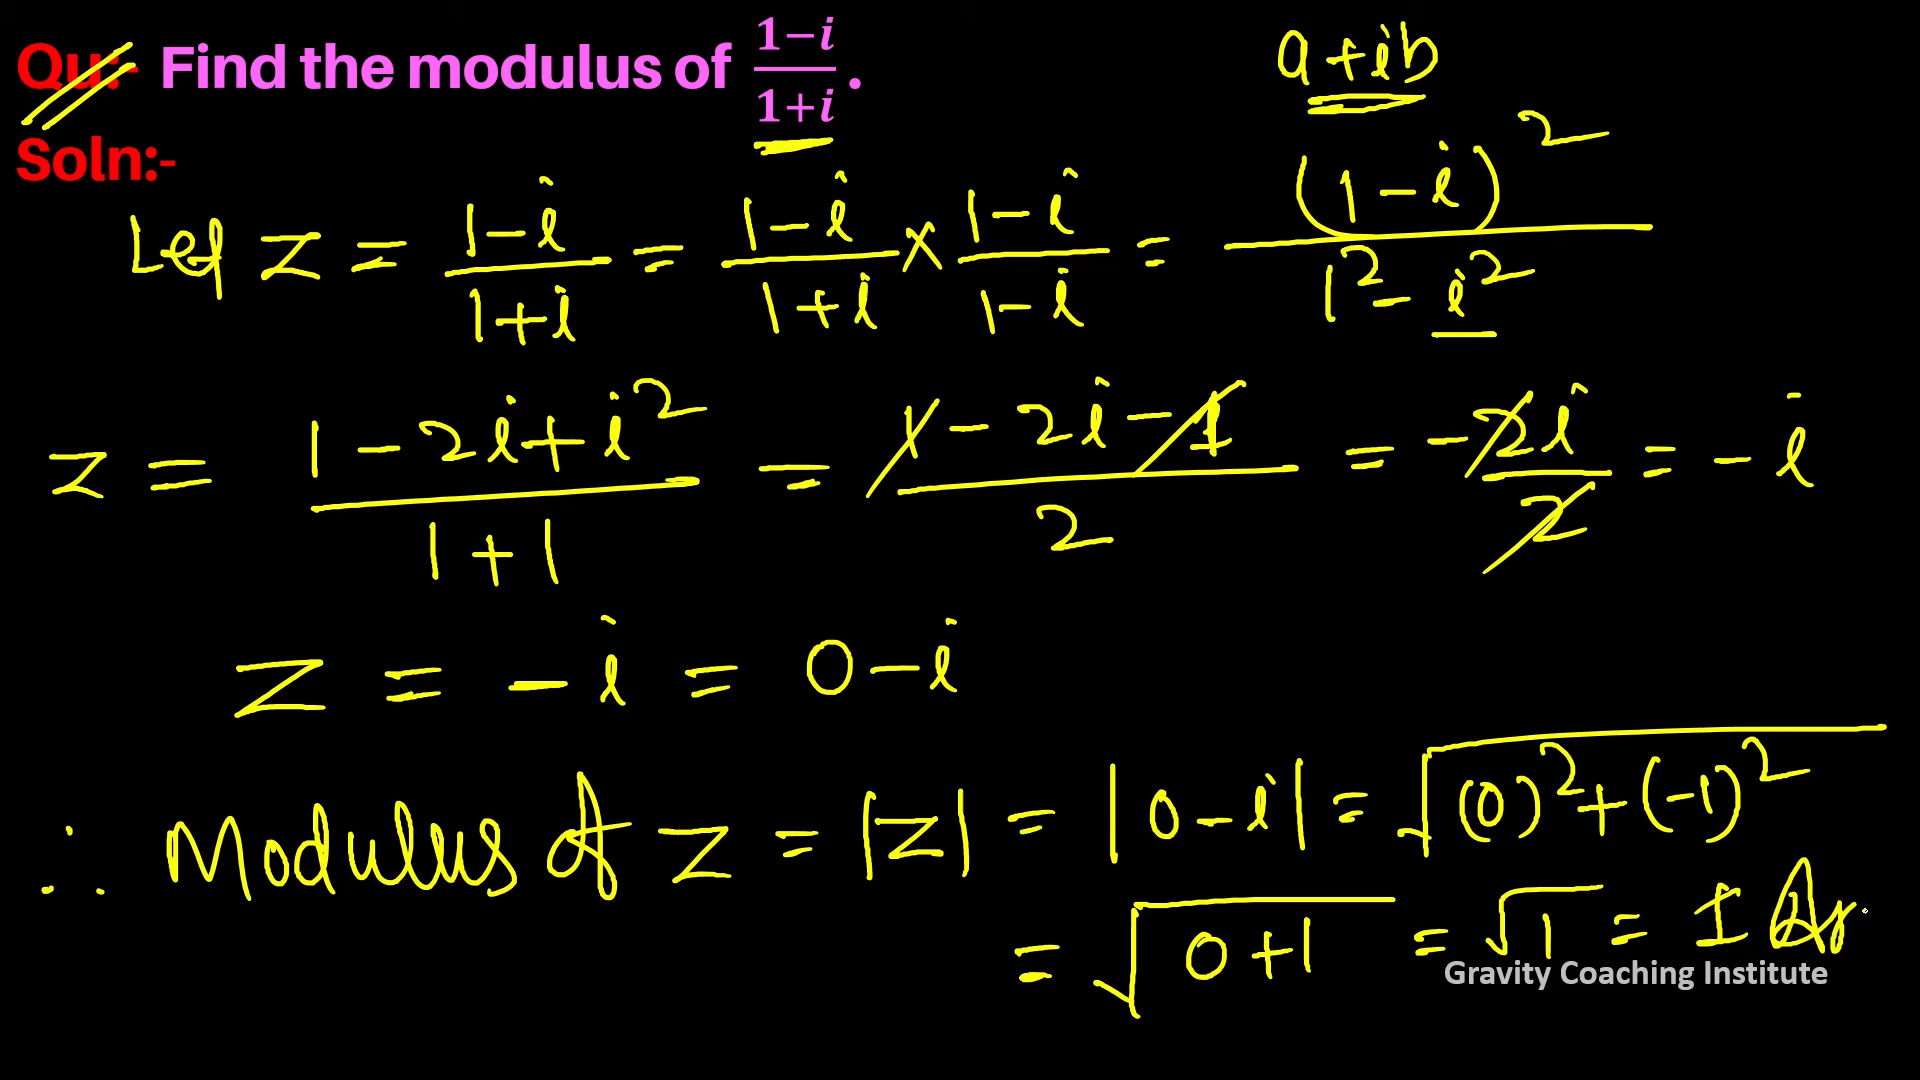 Qu:- Find the modulus of (1−i)/(1+i).
a+ib
Soln:-
Let z = (1-i)/(1+i) = (1-i)/(1+i) × (1-i)/(1-i) = (1-i)²/(1²-i²)
z = (1-2i+i²)/(1+1) = (1-2i-1)/2 = -2i/2 = -i
z = -i = 0-i
∴ Modulus of z = |z| = |0-i| = √((0)²+(-1)²)
= √(0+1) = √1 = 1 Ans.
Gravity Coaching Institute